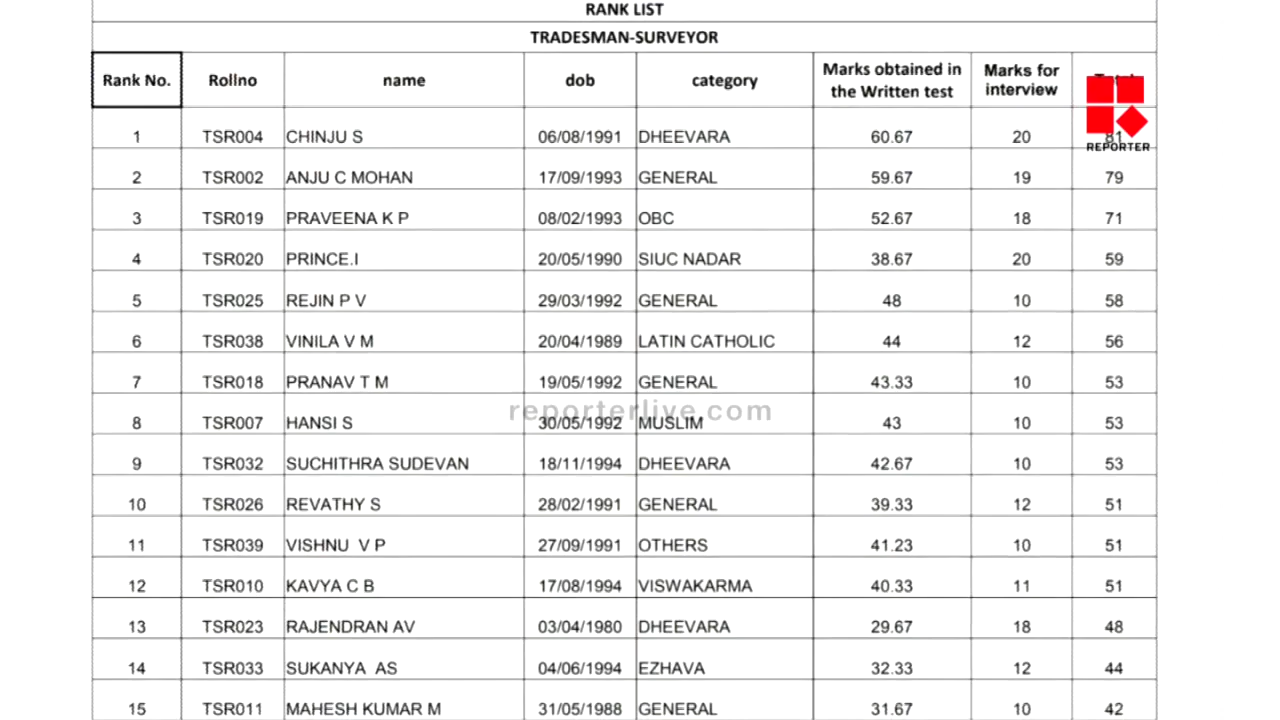 RANK LIST
TRADESMAN-SURVEYOR
Rank No. Rollno name dob category Marks obtained in the Written test Marks for interview
1 TSR004 CHINJU S 06/08/1991 DHEEVARA 60.67 20 81
REPORTER
2 TSR002 ANJU C MOHAN 17/09/1993 GENERAL 59.67 19 79
3 TSR019 PRAVEENA K P 08/02/1993 OBC 52.67 18 71
4 TSR020 PRINCE.I 20/05/1990 SIUC NADAR 38.67 20 59
5 TSR025 REJIN P V 29/03/1992 GENERAL 48 10 58
6 TSR038 VINILA V M 20/04/1989 LATIN CATHOLIC 44 12 56
7 TSR018 PRANAV T M 19/05/1992 GENERAL 43.33 10 53
reporterlive.com
8 TSR007 HANSI S 30/05/1992 MUSLIM 43 10 53
9 TSR032 SUCHITHRA SUDEVAN 18/11/1994 DHEEVARA 42.67 10 53
10 TSR026 REVATHY S 28/02/1991 GENERAL 39.33 12 51
11 TSR039 VISHNU  V P 27/09/1991 OTHERS 41.23 10 51
12 TSR010 KAVYA C B 17/08/1994 VISWAKARMA 40.33 11 51
13 TSR023 RAJENDRAN AV 03/04/1980 DHEEVARA 29.67 18 48
14 TSR033 SUKANYA  AS 04/06/1994 EZHAVA 32.33 12 44
15 TSR011 MAHESH KUMAR M 31/05/1988 GENERAL 31.67 10 42